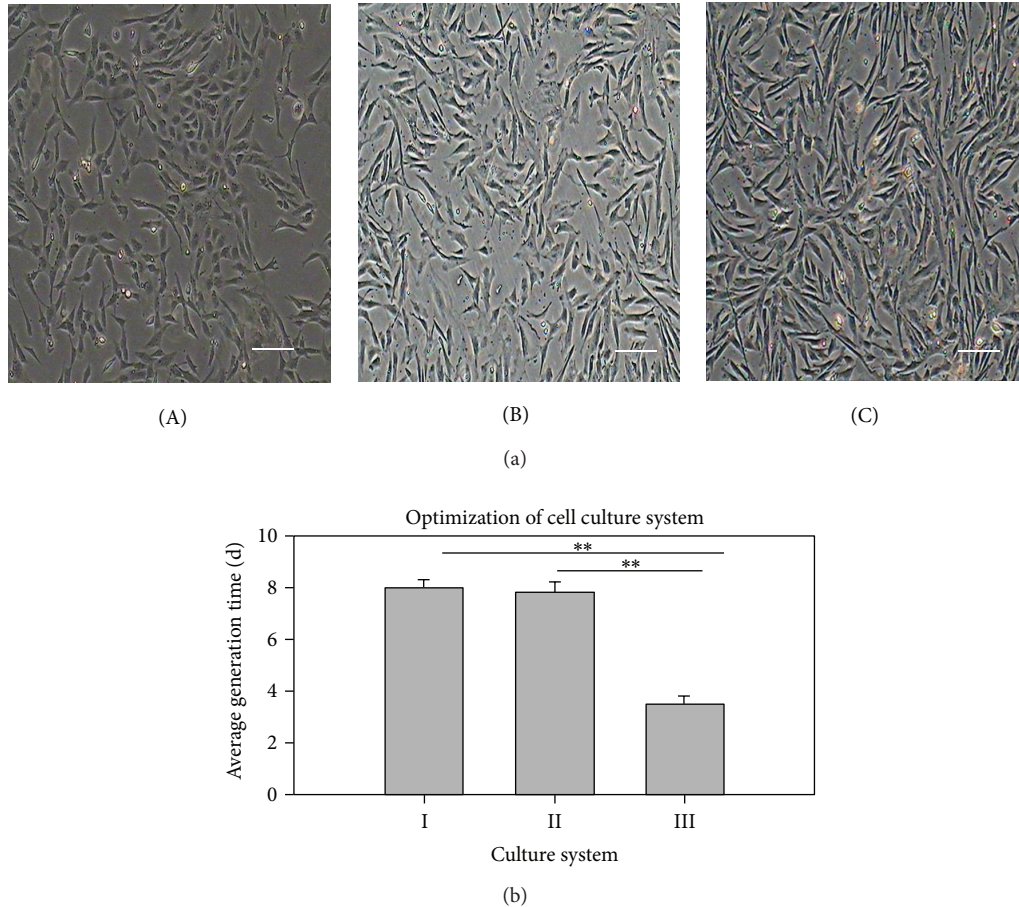 (A)
(B)
(C)
(a)
Optimization of cell culture system
Average generation time (d)
10
8
6
4
2
0
**
**
I
II
III
Culture system
(b)